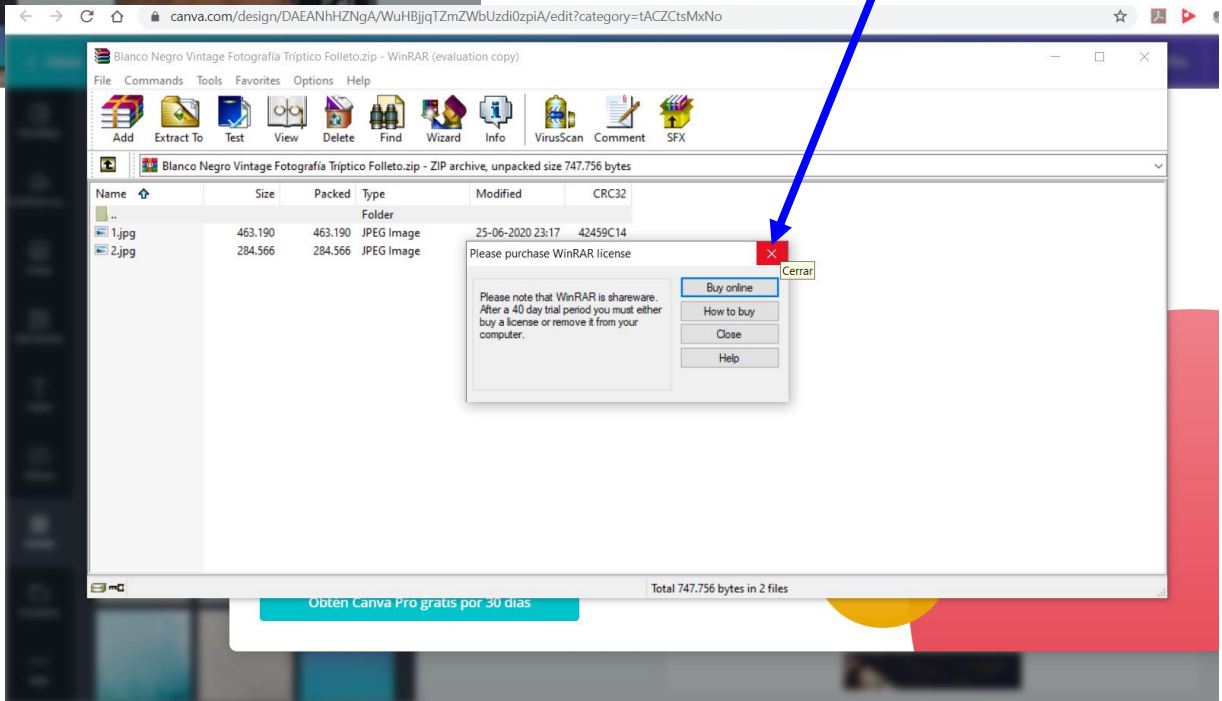 canva.com/design/DAEANhHZNgA/WuHBjjqTZmZWbUzdi0zpiA/edit?category=tACZCtsMxNo
Blanco Negro Vintage Fotografía Tríptico Folleto.zip - WinRAR (evaluation copy)
File Commands Tools Favorites Options Help
Add Extract To Test View Delete Find Wizard Info VirusScan Comment SFX
Blanco Negro Vintage Fotografía Tríptico Folleto.zip - ZIP archive, unpacked size 747.756 bytes
Name Size Packed Type Modified CRC32
.. Folder
1.jpg 463.190 463.190 JPEG Image 25-06-2020 23:17 42459C14
2.jpg 284.566 284.566 JPEG Image
Please purchase WinRAR license
Cerrar
Please note that WinRAR is shareware.
After a 40 day trial period you must either
buy a license or remove it from your
computer.
Buy online
How to buy
Close
Help
Total 747.756 bytes in 2 files
Obtén Canva Pro gratis por 30 días